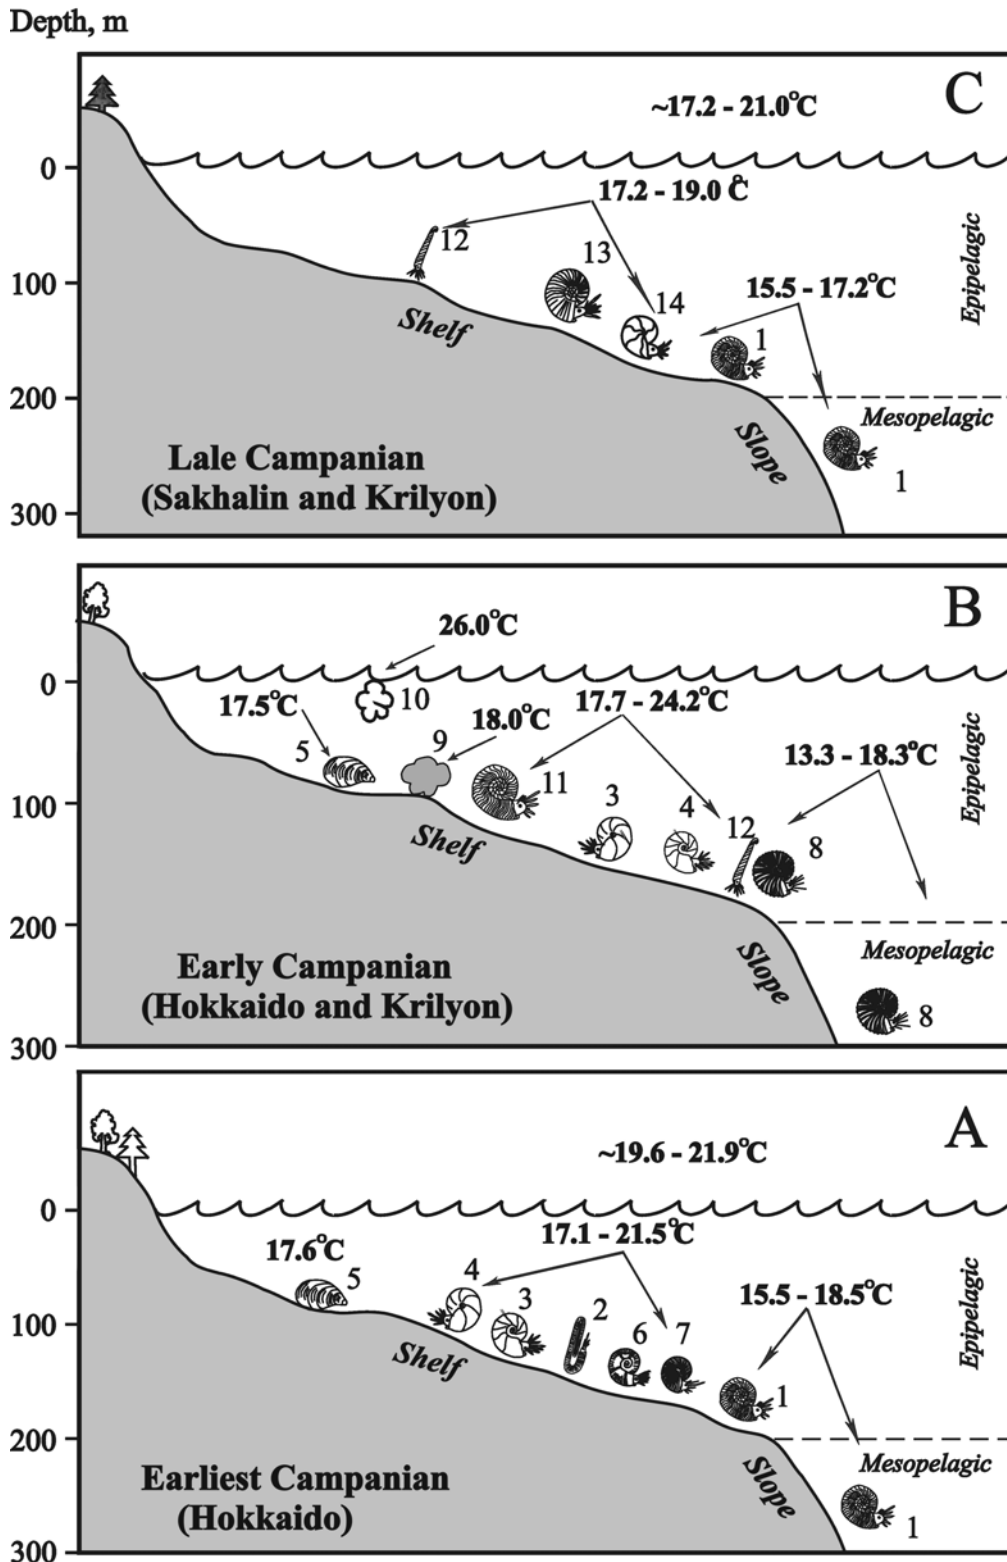 Depth, m
C
~17.2 - 21.0°C
0
17.2 - 19.0 °C
12
13
Epipelagic
100
15.5 - 17.2°C
14
Shelf
1
200
Mesopelagic
Slope
Lale Campanian
(Sakhalin and Krilyon)
1
300
B
26.0°C
0
17.5°C
10
17.7 - 24.2°C
18.0°C
5
9
13.3 - 18.3°C
Epipelagic
11
100
3
4
12
8
Shelf
200
Mesopelagic
Early Campanian
(Hokkaido and Krilyon)
Slope
8
300
A
~19.6 - 21.9°C
0
17.1 - 21.5°C
17.6°C
5
4
15.5 - 18.5°C
Epipelagic
3
2
100
6
7
Shelf
1
200
Mesopelagic
Earliest Campanian
(Hokkaido)
Slope
1
300